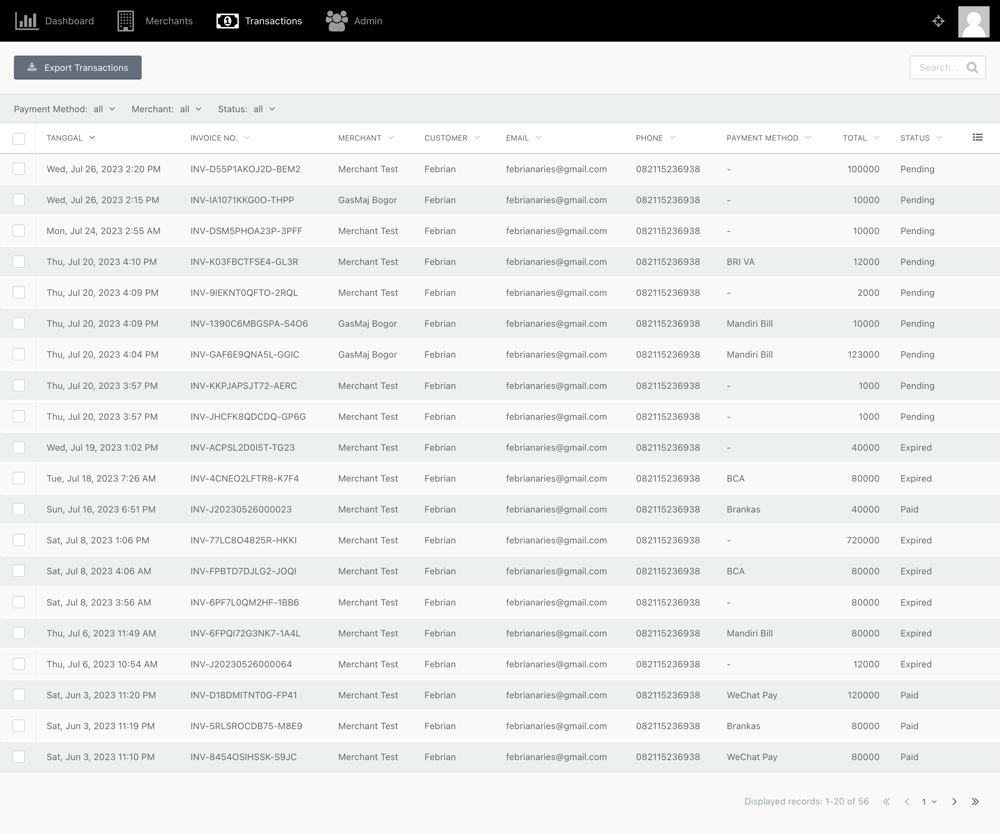 Dashboard Merchants Transactions Admin
Export Transactions Search...
Payment Method: all Merchant: all Status: all
TANGGAL INVOICE NO. MERCHANT CUSTOMER EMAIL PHONE PAYMENT METHOD TOTAL STATUS
Wed, Jul 26, 2023 2:20 PM INV-D55P1AKOJ2D-BEM2 Merchant Test Febrian febrianaries@gmail.com 082115236938 - 100000 Pending
Wed, Jul 26, 2023 2:15 PM INV-IA1071KKG0O-THPP GasMaj Bogor Febrian febrianaries@gmail.com 082115236938 - 10000 Pending
Mon, Jul 24, 2023 2:55 AM INV-DSM5PHOA23P-3PFF Merchant Test Febrian febrianaries@gmail.com 082115236938 - 10000 Pending
Thu, Jul 20, 2023 4:10 PM INV-K03FBCTFSE4-GL3R Merchant Test Febrian febrianaries@gmail.com 082115236938 BRI VA 12000 Pending
Thu, Jul 20, 2023 4:09 PM INV-9IEKNT0QFTO-2RQL Merchant Test Febrian febrianaries@gmail.com 082115236938 - 2000 Pending
Thu, Jul 20, 2023 4:09 PM INV-1390C6MBGSPA-S4O6 GasMaj Bogor Febrian febrianaries@gmail.com 082115236938 Mandiri Bill 10000 Pending
Thu, Jul 20, 2023 4:04 PM INV-GAF6E9QNA5L-GGIC GasMaj Bogor Febrian febrianaries@gmail.com 082115236938 Mandiri Bill 123000 Pending
Thu, Jul 20, 2023 3:57 PM INV-KKPJAPSJT72-AERC Merchant Test Febrian febrianaries@gmail.com 082115236938 - 1000 Pending
Thu, Jul 20, 2023 3:57 PM INV-JHCFK8QDCDQ-GP6G Merchant Test Febrian febrianaries@gmail.com 082115236938 - 1000 Pending
Wed, Jul 19, 2023 1:02 PM INV-ACPSL2D0I5T-TG23 Merchant Test Febrian febrianaries@gmail.com 082115236938 - 40000 Expired
Tue, Jul 18, 2023 7:26 AM INV-4CNEO2LFTR8-K7F4 Merchant Test Febrian febrianaries@gmail.com 082115236938 BCA 80000 Expired
Sun, Jul 16, 2023 6:51 PM INV-J20230526000023 Merchant Test Febrian febrianaries@gmail.com 082115236938 Brankas 40000 Paid
Sat, Jul 8, 2023 1:06 PM INV-77LC8O4825R-HKKI Merchant Test Febrian febrianaries@gmail.com 082115236938 - 720000 Expired
Sat, Jul 8, 2023 4:06 AM INV-FPBTD7DJLG2-JOQI Merchant Test Febrian febrianaries@gmail.com 082115236938 BCA 80000 Expired
Sat, Jul 8, 2023 3:56 AM INV-6PF7L0QM2HF-1BB6 Merchant Test Febrian febrianaries@gmail.com 082115236938 - 80000 Expired
Thu, Jul 6, 2023 11:49 AM INV-6FPQI72G3NK7-1A4L Merchant Test Febrian febrianaries@gmail.com 082115236938 Mandiri Bill 80000 Expired
Thu, Jul 6, 2023 10:54 AM INV-J20230526000064 Merchant Test Febrian febrianaries@gmail.com 082115236938 - 12000 Expired
Sat, Jun 3, 2023 11:20 PM INV-D18DMITNT0G-FP41 Merchant Test Febrian febrianaries@gmail.com 082115236938 WeChat Pay 120000 Paid
Sat, Jun 3, 2023 11:19 PM INV-5RLSROCDB75-M8E9 Merchant Test Febrian febrianaries@gmail.com 082115236938 Brankas 80000 Paid
Sat, Jun 3, 2023 11:10 PM INV-8454OSIHSSK-S9JC Merchant Test Febrian febrianaries@gmail.com 082115236938 WeChat Pay 80000 Paid
Displayed records: 1-20 of 56 1